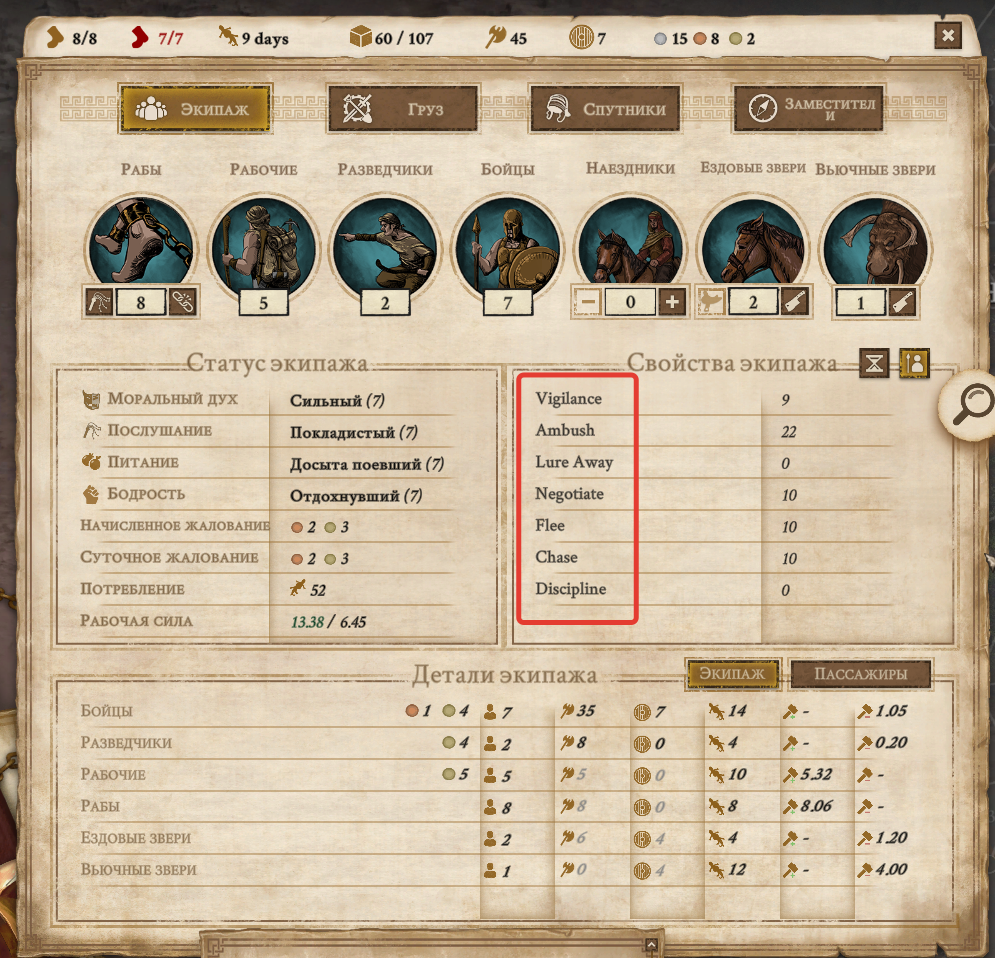 8/8 7/7 9 days 60 / 107 45 7 15 8 2
Экипаж Груз Спутники Заместител
и
Рабы Рабочие Разведчики Бойцы Наездники Ездовые звери Вьючные звери
8 5 2 7 0 2 1
Статус экипажа
Моральный дух Сильный (7)
Послушание Покладистый (7)
Питание Досыта поевший (7)
Бодрость Отдохнувший (7)
Начисленное жалование 2 3
Суточное жалование 2 3
Потребление 52
Рабочая сила 13.38 / 6.45
Свойства экипажа
Vigilance 9
Ambush 22
Lure Away 0
Negotiate 10
Flee 10
Chase 10
Discipline 0
Детали экипажа Экипаж Пассажиры
Бойцы 1 4 7 35 7 14 - 1.05
Разведчики 4 2 8 0 4 - 0.20
Рабочие 5 5 5 0 10 5.32 -
Рабы 8 8 0 8 8.06 -
Ездовые звери 2 6 4 4 - 1.20
Вьючные звери 1 0 4 12 - 4.00